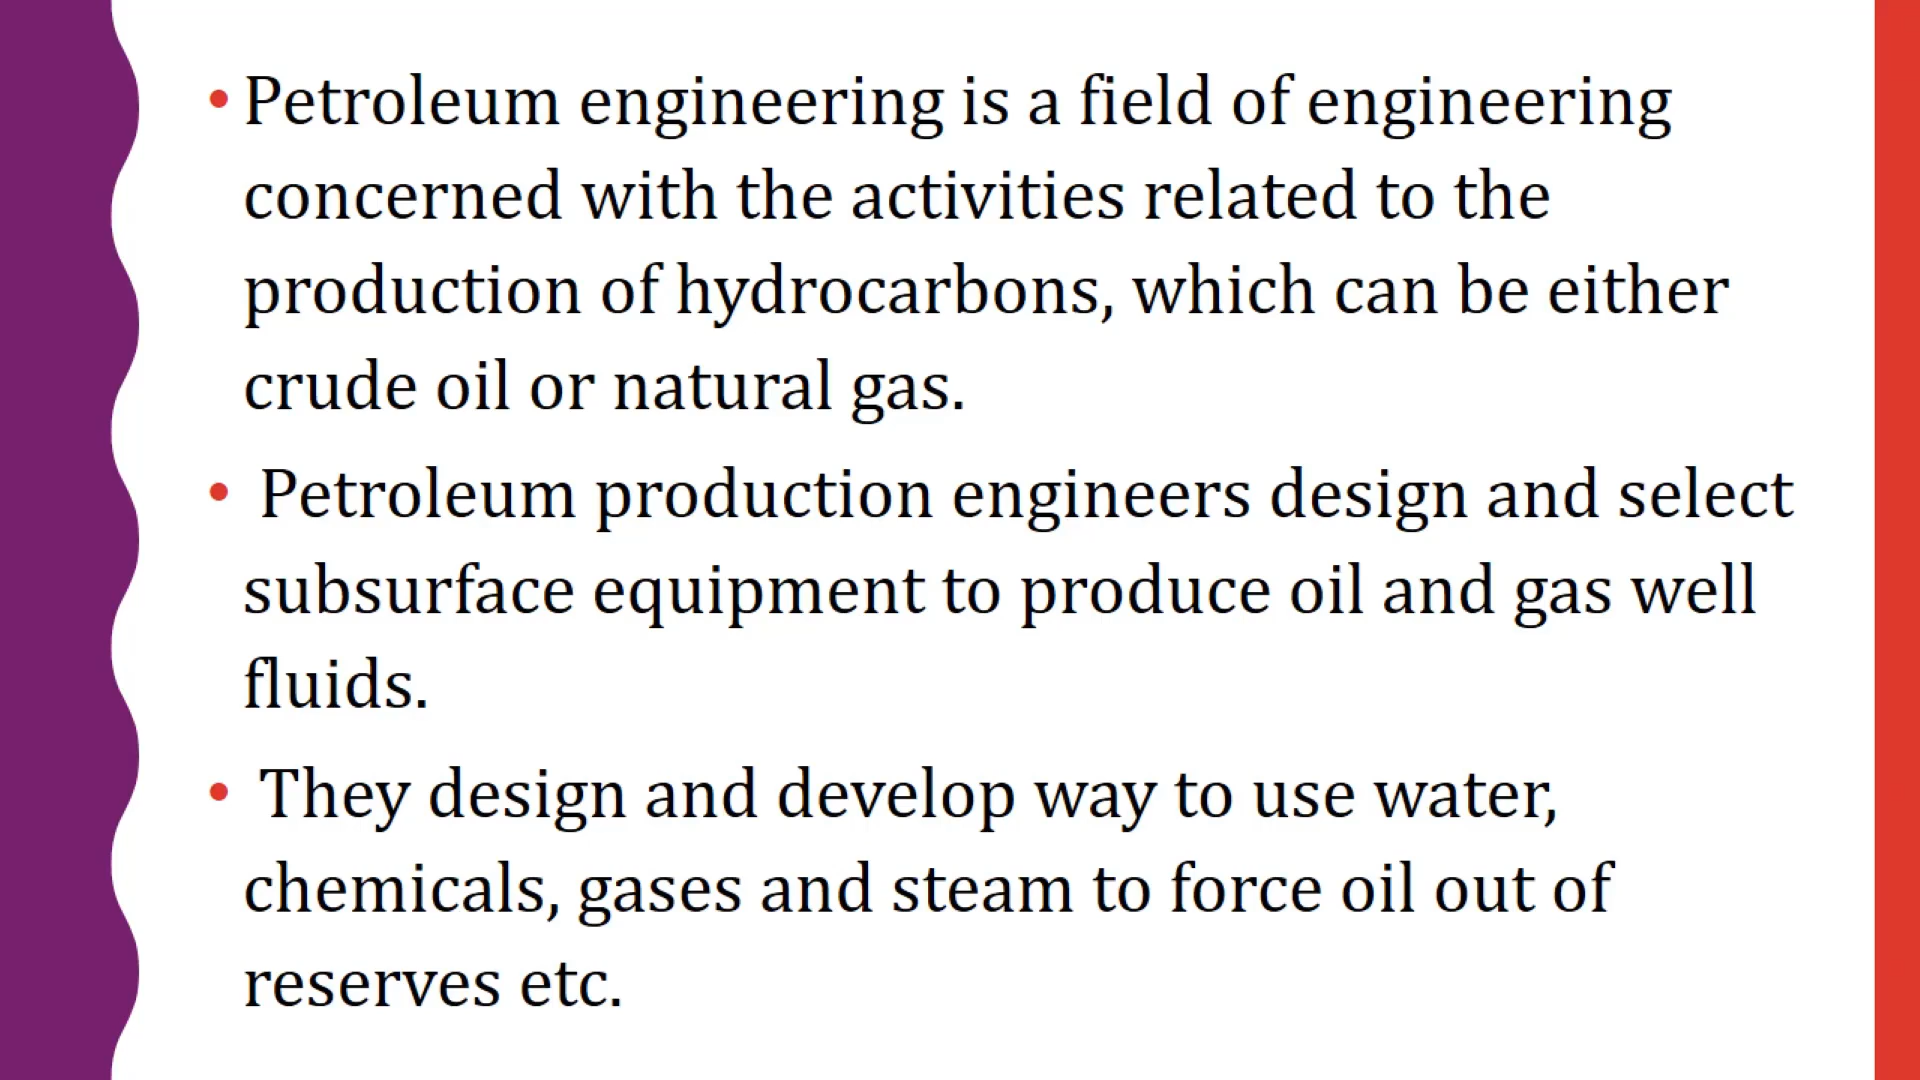 • Petroleum engineering is a field of engineering
concerned with the activities related to the
production of hydrocarbons, which can be either
crude oil or natural gas.
• Petroleum production engineers design and select
subsurface equipment to produce oil and gas well
fluids.
• They design and develop way to use water,
chemicals, gases and steam to force oil out of
reserves etc.